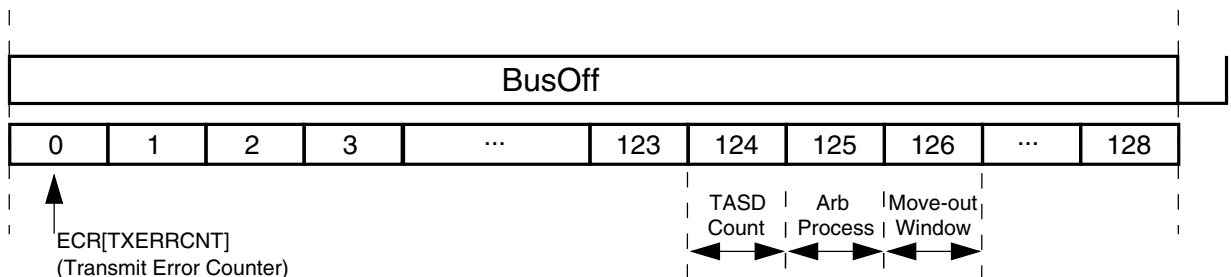 BusOff
0 1 2 3 ... 123 124 125 126 ... 128
TASD Count
Arb Process
Move-out Window
ECR[TXERRCNT]
(Transmit Error Counter)